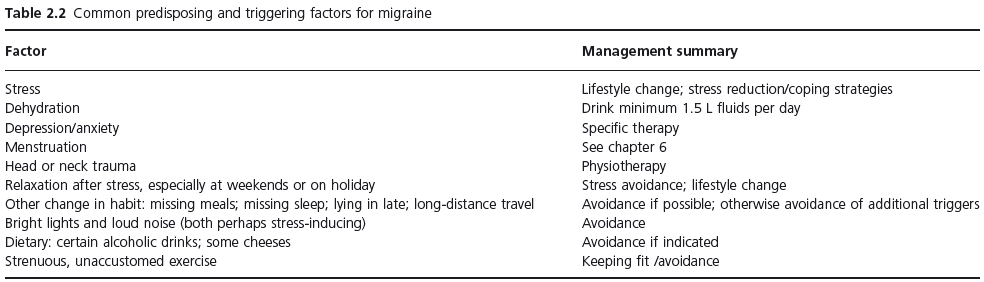 Table 2.2 Common predisposing and triggering factors for migraine
Factor Management summary
Stress Lifestyle change; stress reduction/coping strategies
Dehydration Drink minimum 1.5 L fluids per day
Depression/anxiety Specific therapy
Menstruation See chapter 6
Head or neck trauma Physiotherapy
Relaxation after stress, especially at weekends or on holiday Stress avoidance; lifestyle change
Other change in habit: missing meals; missing sleep; lying in late; long-distance travel Avoidance if possible; otherwise avoidance of additional triggers
Bright lights and loud noise (both perhaps stress-inducing) Avoidance
Dietary: certain alcoholic drinks; some cheeses Avoidance if indicated
Strenuous, unaccustomed exercise Keeping fit /avoidance